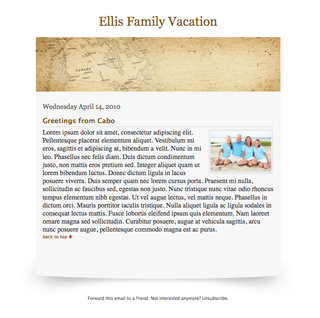 Ellis Family Vacation
CANADA
Wednesday April 14, 2010
Greetings from Cabo
Lorem ipsum dolor sit amet, consectetur adipiscing elit.
Pellentesque placerat elementum aliquet. Vestibulum mi
eros, sagittis et adipiscing at, bibendum a velit. Nunc in mi
leo. Phasellus nec felis diam. Duis dictum condimentum
justo, non mattis eros pretium sed. Integer aliquet quam ut
lorem bibendum luctus. Donec dictum ligula in lacus
posuere viverra. Duis semper quam nec lorem cursus porta. Praesent mi nulla,
sollicitudin ac faucibus sed, egestas non justo. Nunc tristique nunc vitae odio rhoncus
tempus elementum nibh egestas. Ut vel augue lectus, vel mattis neque. Phasellus in
dictum orci. Mauris porttitor iaculis tristique. Nulla aliquet ligula ac ligula sodales in
consequat lectus mattis. Fusce lobortis eleifend ipsum quis elementum. Nam laoreet
ornare magna sed sollicitudin. Curabitur posuere, augue at vehicula sagittis, arcu
nunc posuere augue, pellentesque commodo magna est ac purus.
back to top
Forward this email to a friend. Not interested anymore? Unsubscribe.